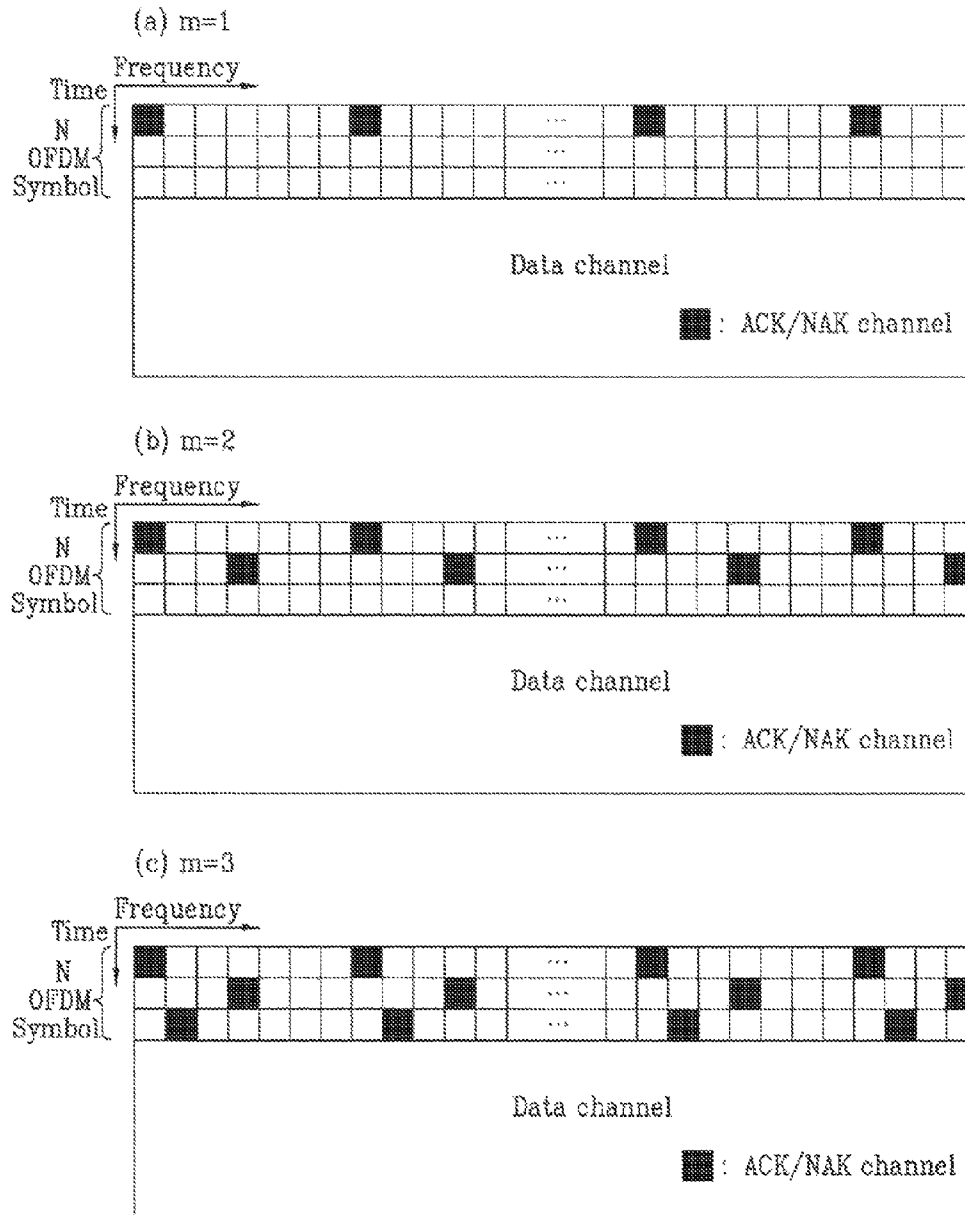 (a) m=1
Frequency
Time
N
OFDM
Symbol
...
...
...
Data channel
: ACK/NAK channel
(b) m=2
Frequency
Time
N
OFDM
Symbol
...
...
...
Data channel
: ACK/NAK channel
(c) m=3
Frequency
Time
N
OFDM
Symbol
...
...
...
Data channel
: ACK/NAK channel